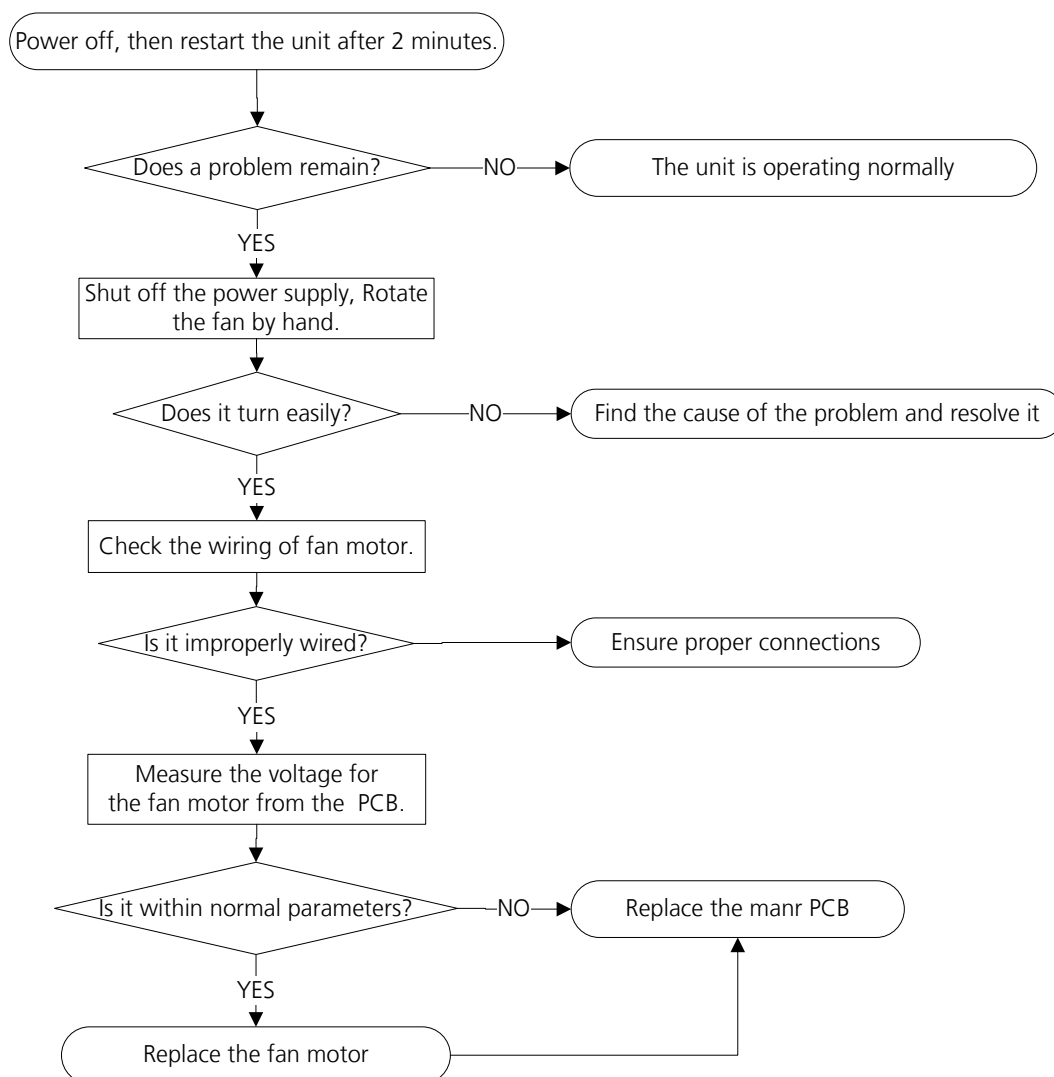 Power off, then restart the unit after 2 minutes.
Does a problem remain?
NO
The unit is operating normally
YES
Shut off the power supply, Rotate
the fan by hand.
Does it turn easily?
NO
Find the cause of the problem and resolve it
YES
Check the wiring of fan motor.
Is it improperly wired?
Ensure proper connections
YES
Measure the voltage for
the fan motor from the PCB.
Is it within normal parameters?
NO
Replace the manr PCB
YES
Replace the fan motor